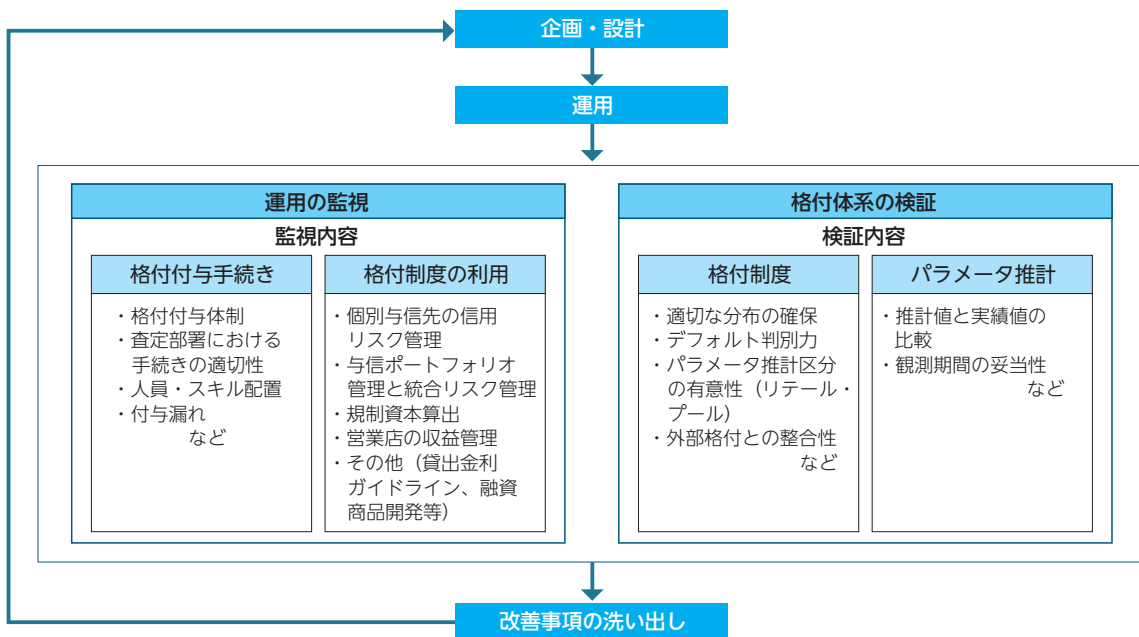 企画・設計
運用
運用の監視
監視内容
格付付与手続き
・格付付与体制
・査定部署における
手続きの適切性
・人員・スキル配置
・付与漏れ
など
格付制度の利用
・個別与信先の信用
リスク管理
・与信ポートフォリオ
管理と統合リスク管理
・規制資本算出
・営業店の収益管理
・その他（貸出金利
ガイドライン、融資
商品開発等）
格付体系の検証
検証内容
格付制度
・適切な分布の確保
・デフォルト判別力
・パラメータ推計区分
の有意性（リテール・
プール）
・外部格付との整合性
など
パラメータ推計
・推計値と実績値の
比較
・観測期間の妥当性
など
改善事項の洗い出し